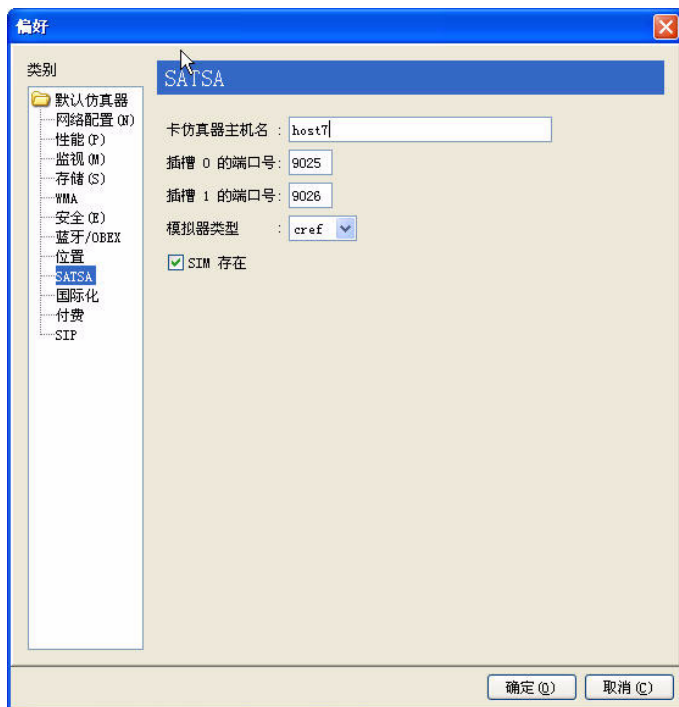 偏好
类别
默认仿真器
网络配置(N)
性能(P)
监视(M)
存储(S)
WMA
安全(E)
蓝牙/OBEX
位置
SATSA
国际化
付费
SIP
SATSA
卡仿真器主机名 : host7
插槽 0 的端口号: 9025
插槽 1 的端口号: 9026
模拟器类型 : cref
SIM 存在
确定(O) 取消(C)